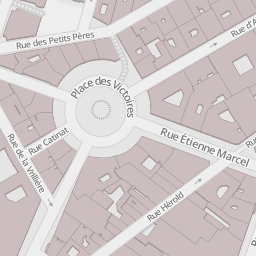 Rue des Petits Pères
Rue d'A
Place des Victoires
Rue Étienne Marcel
Rue Catinat
Rue de la Vrillière
Rue Hérold